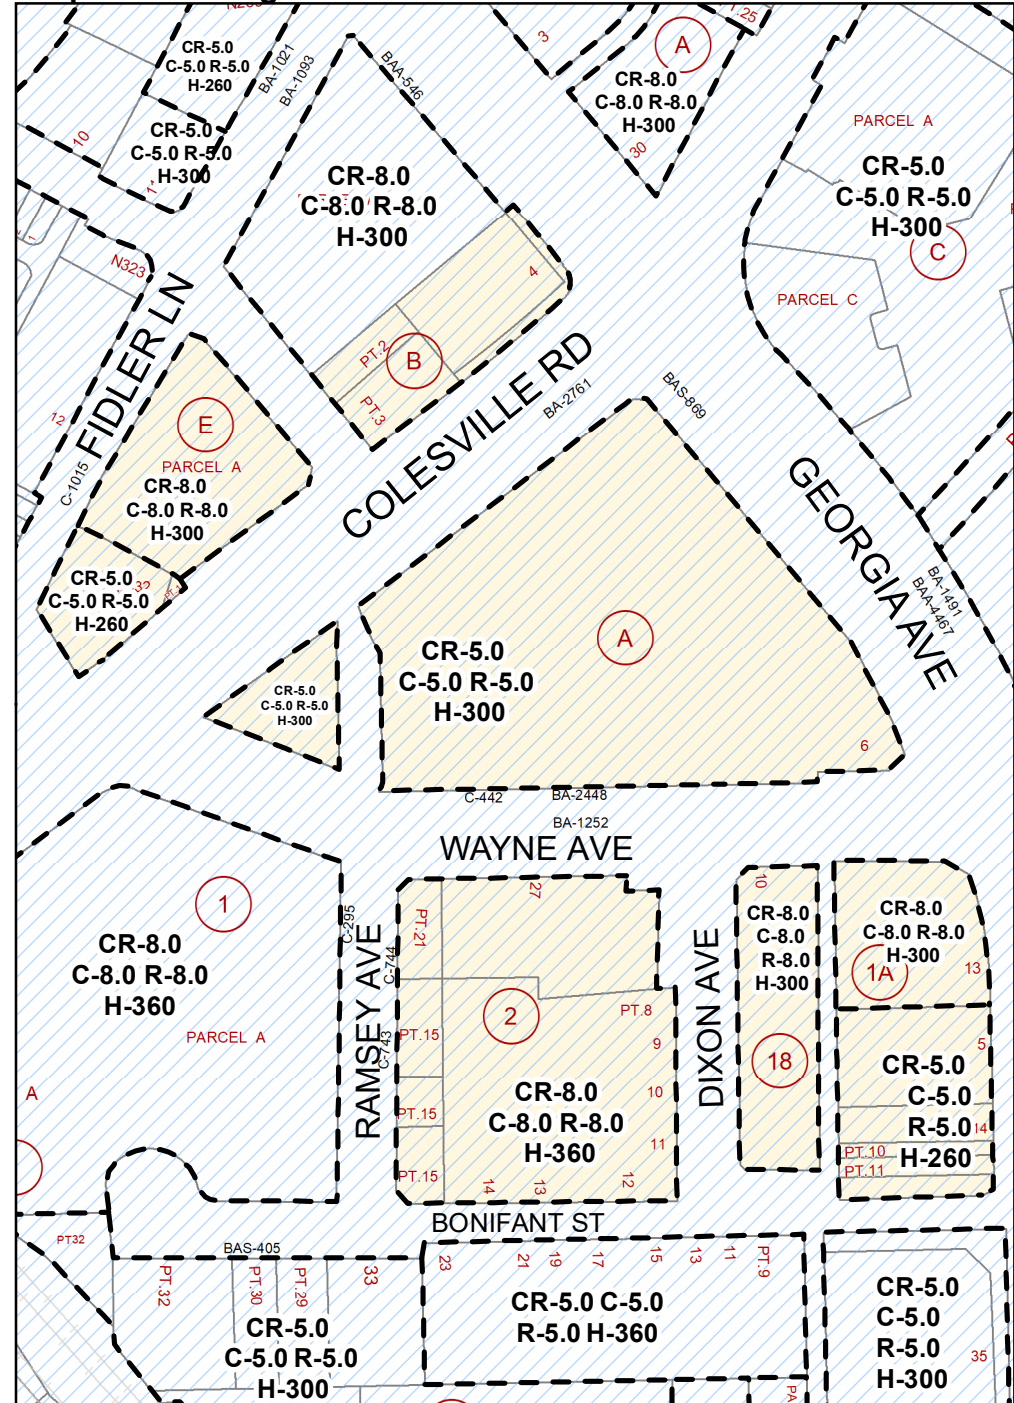 CR-5.0
C-5.0 R-5.0
H-260
BA-1021
BA-1093
BAA-546
3
A
CR-8.0
C-8.0 R-8.0
H-300
30
10
CR-5.0
C-5.0 R-5.0
H-300
CR-8.0
C-8.0 R-8.0
H-300
PARCEL A
CR-5.0
C-5.0 R-5.0
H-300
C
PARCEL C
N323
4
PT.2
B
PT.3
FIDLER LN
C-1015
12
COLESVILLE RD
BA-2761
BAS-869
E
PARCEL A
CR-8.0
C-8.0 R-8.0
H-300
CR-5.0
C-5.0 R-5.0
H-260
GEORGIA AVE
BA-1491
BAA-4467
A
CR-5.0
C-5.0 R-5.0
H-300
6
CR-5.0
C-5.0 R-5.0
H-300
C-442
BA-2448
BA-1252
WAYNE AVE
1
CR-8.0
C-8.0 R-8.0
H-360
PARCEL A
A
C-295
C-744
C-743
RAMSEY AVE
PT.21
27
PT.15
PT.15
PT.15
2
PT.8
9
10
11
12
13
14
CR-8.0
C-8.0 R-8.0
H-360
DIXON AVE
10
CR-8.0
C-8.0
R-8.0
H-300
18
CR-8.0
C-8.0 R-8.0
H-300
1A
13
5
CR-5.0
C-5.0
R-5.0
H-260
14
PT.10
PT.11
BONIFANT ST
BAS-405
PT32
PT.32
PT.30
PT.29
33
CR-5.0
C-5.0 R-5.0
H-300
23
21
19
17
15
13
11
PT.9
CR-5.0 C-5.0
R-5.0 H-360
CR-5.0
C-5.0
R-5.0
H-300
35